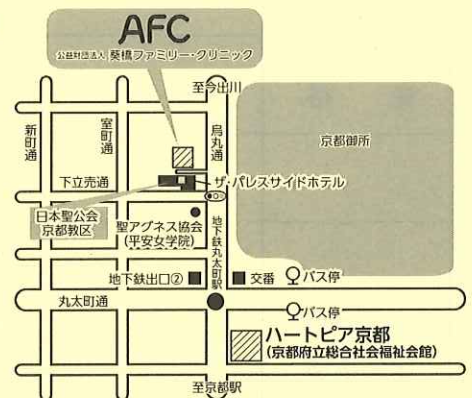 AFC
公益財団法人 葵橋ファミリー・クリニック
至今出川
新町通
室町通
烏丸通
京都御所
下立売通
ザ・パレスサイドホテル
日本聖公会
京都教区
聖アグネス協会
(平安女学院)
地下鉄丸太町駅
地下鉄出口②
交番
バス停
丸太町通
バス停
ハートピア京都
(京都府立総合社会福祉会館)
至京都駅